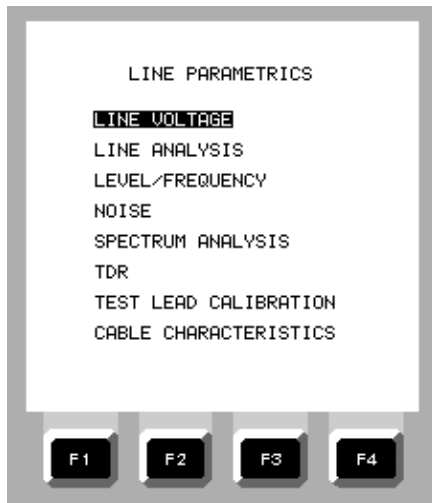 LINE PARAMETRICS
LINE VOLTAGE
LINE ANALYSIS
LEVEL/FREQUENCY
NOISE
SPECTRUM ANALYSIS
TDR
TEST LEAD CALIBRATION
CABLE CHARACTERISTICS
F1 F2 F3 F4